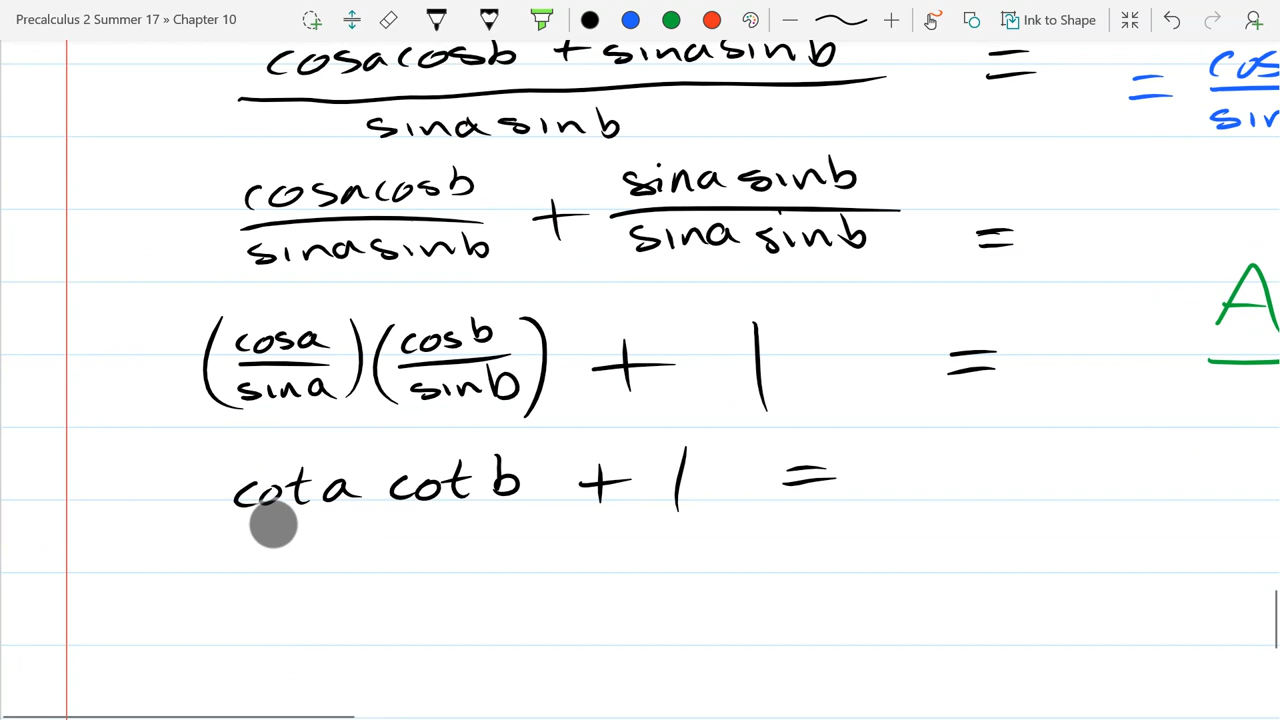 Precalculus 2 Summer 17 » Chapter 10
Ink to Shape
cosacosb + sinasinb =
sinasinb
cosacosb + sinasinb =
sinasinb sinasinb
(cosa)(cosb) + 1 =
sina sinb
cota cotb + 1 =
= cos
sin
A